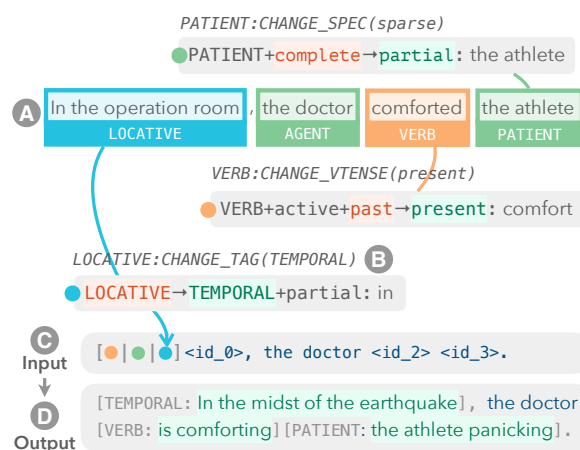 PATIENT:CHANGE_SPEC(sparse)
PATIENT+complete→partial: the athlete
A In the operation room , the doctor comforted the athlete
LOCATIVE AGENT VERB PATIENT
VERB:CHANGE_VTENSE(present)
VERB+active+past→present: comfort
LOCATIVE:CHANGE_TAG(TEMPORAL) B
LOCATIVE→TEMPORAL+partial: in
C Input [ | | ] <id_0>, the doctor <id_2> <id_3>.
D Output [TEMPORAL: In the midst of the earthquake], the doctor
[VERB: is comforting][PATIENT: the athlete panicking].